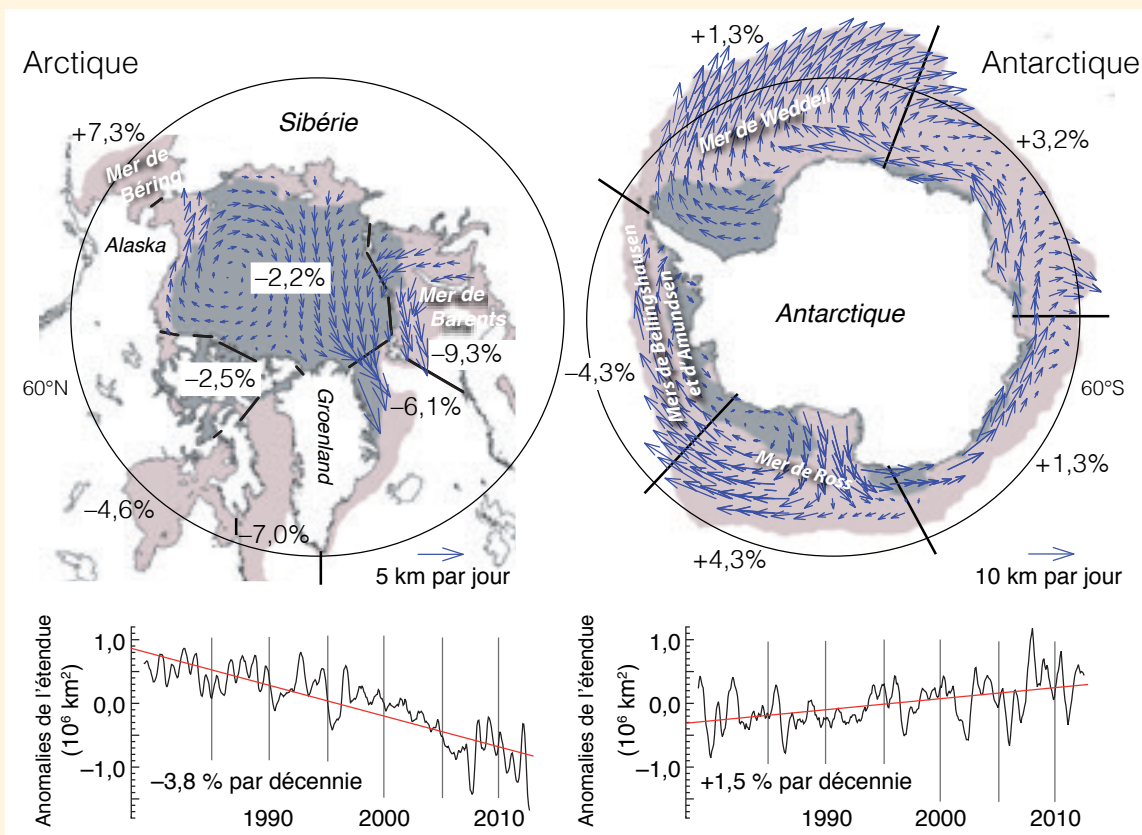 Arctique
Sibérie
+7,3%
Mer de
Béring
Alaska
–2,2%
Mer de
Barents
–9,3%
–2,5%
60°N
–6,1%
Groenland
–4,6%
–7,0%
5 km par jour
Antarctique
+1,3%
Mer de Weddell
+3,2%
Antarctique
Mers de Bellingshausen
et d'Amundsen
–4,3%
60°S
Mer de Ross
+1,3%
+4,3%
10 km par jour
Anomalies de l'étendue
(10⁶ km²)
1,0
0,0
–1,0
–3,8 % par décennie
1990
2000
2010
Anomalies de l'étendue
(10⁶ km²)
1,0
0,0
–1,0
+1,5 % par décennie
1990
2000
2010